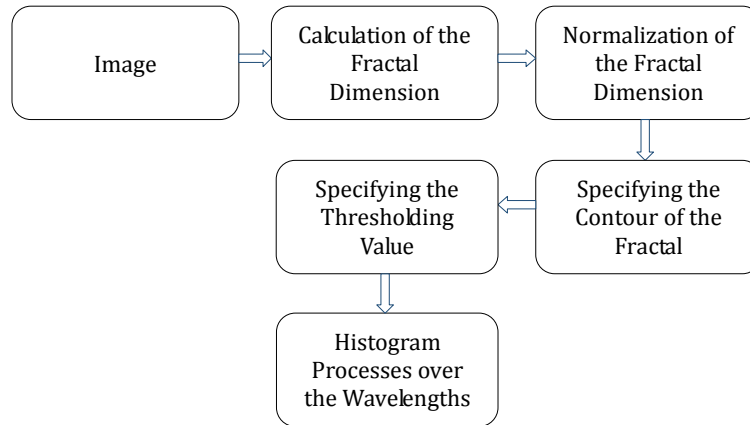 Image
Calculation of the
Fractal
Dimension
Normalization of
the Fractal
Dimension
Specifying the
Contour of the
Fractal
Specifying the
Thresholding
Value
Histogram
Processes over
the Wavelengths